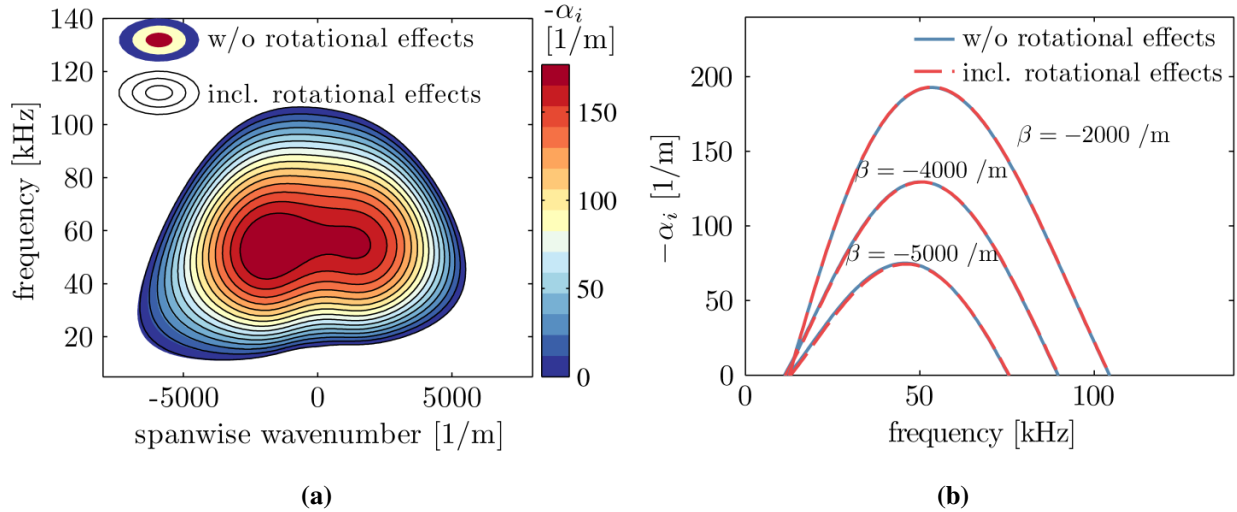 -αᵢ
[1/m]
w/o rotational effects
incl. rotational effects
140
120
100
80
60
40
20
frequency [kHz]
-5000
0
5000
spanwise wavenumber [1/m]
150
100
50
0
(a)
w/o rotational effects
incl. rotational effects
β = −2000 /m
β = −4000 /m
β = −5000 /m
200
150
100
50
0
−αᵢ [1/m]
0
50
100
frequency [kHz]
(b)